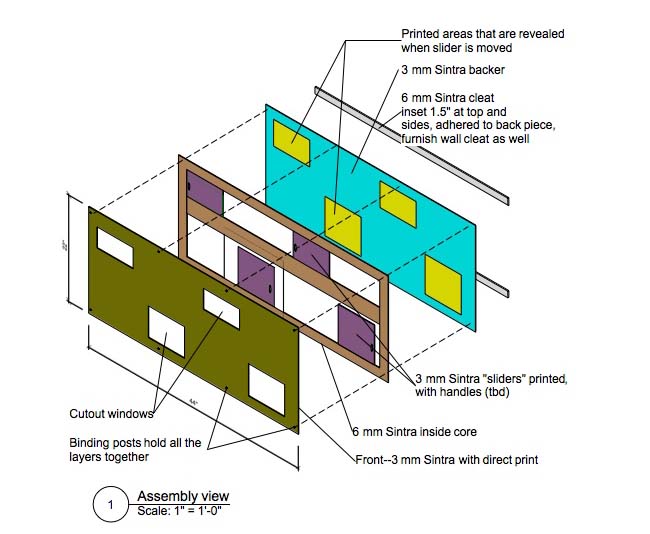 Printed areas that are revealed
when slider is moved
3 mm Sintra backer
6 mm Sintra cleat
inset 1.5" at top and
sides, adhered to back piece,
furnish wall cleat as well
3 mm Sintra "sliders" printed,
with handles (tbd)
Cutout windows
6 mm Sintra inside core
Binding posts hold all the
layers together
Front--3 mm Sintra with direct print
1
Assembly view
Scale: 1" = 1'-0"